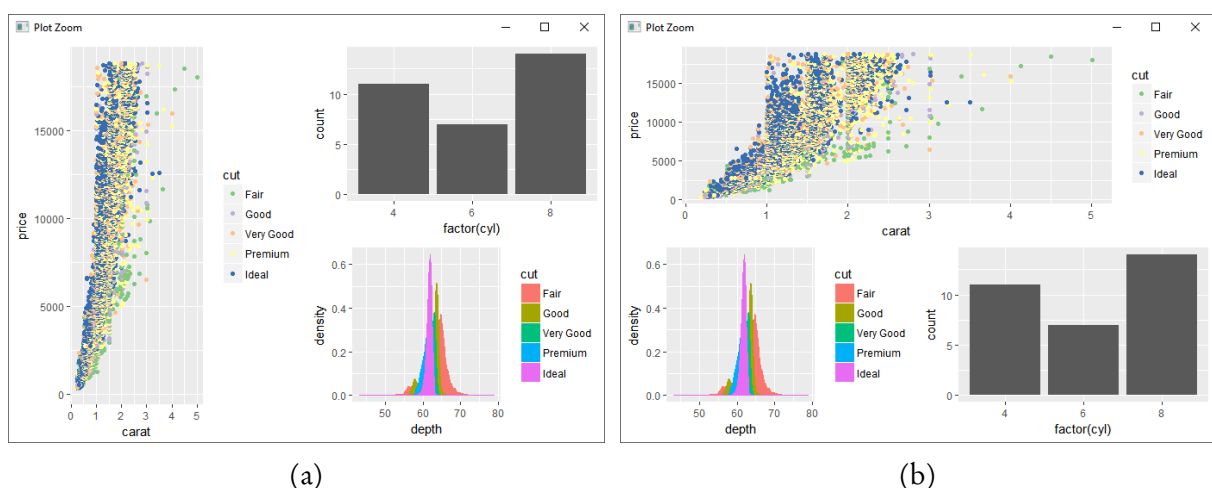 Plot Zoom
price
15000
10000
5000
0
0 1 2 3 4 5
carat
cut
Fair
Good
Very Good
Premium
Ideal
count
10
5
0
4 6 8
factor(cyl)
density
0.6
0.4
0.2
0.0
50 60 70 80
depth
cut
Fair
Good
Very Good
Premium
Ideal
(a)
Plot Zoom
price
15000
10000
5000
0
0 1 2 3 4 5
carat
cut
Fair
Good
Very Good
Premium
Ideal
density
0.6
0.4
0.2
0.0
50 60 70 80
depth
cut
Fair
Good
Very Good
Premium
Ideal
count
10
5
0
4 6 8
factor(cyl)
(b)